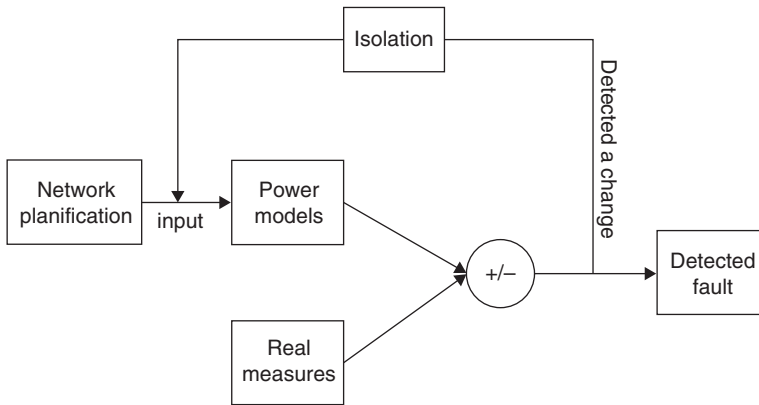 Isolation
Detected a change
Network
planification
input
Power
models
+/−
Detected
fault
Real
measures